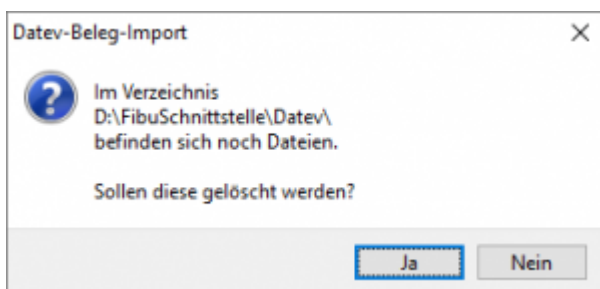 Datev-Beleg-Import
Im Verzeichnis
D:\FibuSchnittstelle\Datev\
befinden sich noch Dateien.
Sollen diese gelöscht werden?
Ja
Nein